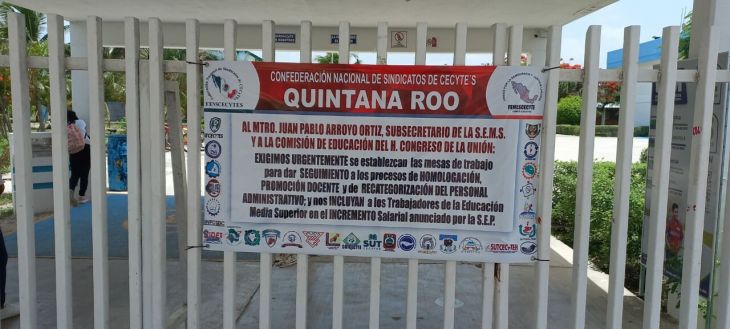 CONFEDERACIÓN NACIONAL DE SINDICATOS DE CECYTE'S
QUINTANA ROO
FENSCECYTES
AL MTRO. JUAN PABLO ARROYO ORTIZ, SUBSECRETARIO DE LA S.E.M.S.
Y A LA COMISIÓN DE EDUCACIÓN DEL H. CONGRESO DE LA UNIÓN:
EXIGIMOS URGENTEMENTE se establezcan las mesas de trabajo
para dar SEGUIMIENTO a los procesos de HOMOLOGACIÓN,
PROMOCIÓN DOCENTE y de RECATEGORIZACIÓN DEL PERSONAL
ADMINISTRATIVO; y nos INCLUYAN a los Trabajadores de la Educación
Media Superior en el INCREMENTO Salarial anunciado por la S.E.P.
SUTCECYTEH